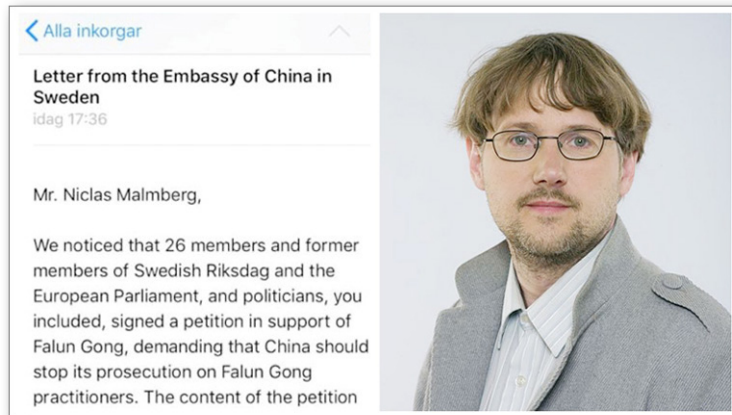 Alla inkorgar
Letter from the Embassy of China in
Sweden
idag 17:36
Mr. Niclas Malmberg,
We noticed that 26 members and former
members of Swedish Riksdag and the
European Parliament, and politicians, you
included, signed a petition in support of
Falun Gong, demanding that China should
stop its prosecution on Falun Gong
practitioners. The content of the petition